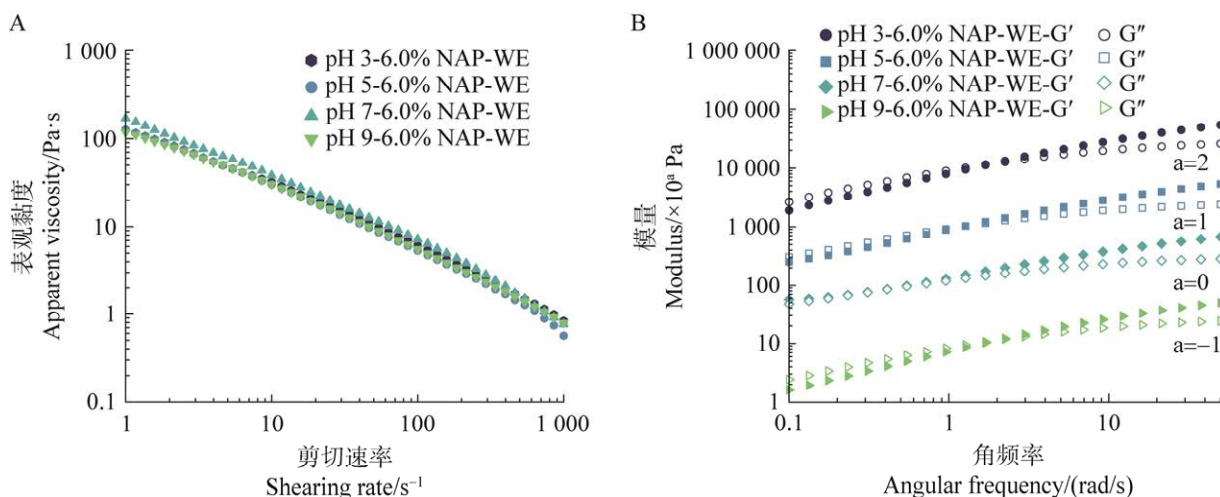 A
1 000
100
10
1
0.1
表观黏度
Apparent viscosity/Pa·s
pH 3-6.0% NAP-WE
pH 5-6.0% NAP-WE
pH 7-6.0% NAP-WE
pH 9-6.0% NAP-WE
1
10
100
1 000
剪切速率
Shearing rate/s⁻¹
B
1 000 000
100 000
10 000
1 000
100
10
1
模量
Modulus/×10ᵃ Pa
pH 3-6.0% NAP-WE-G′ G″
pH 5-6.0% NAP-WE-G′ G″
pH 7-6.0% NAP-WE-G′ G″
pH 9-6.0% NAP-WE-G′ G″
a=2
a=1
a=0
a=−1
0.1
1
10
角频率
Angular frequency/(rad/s)